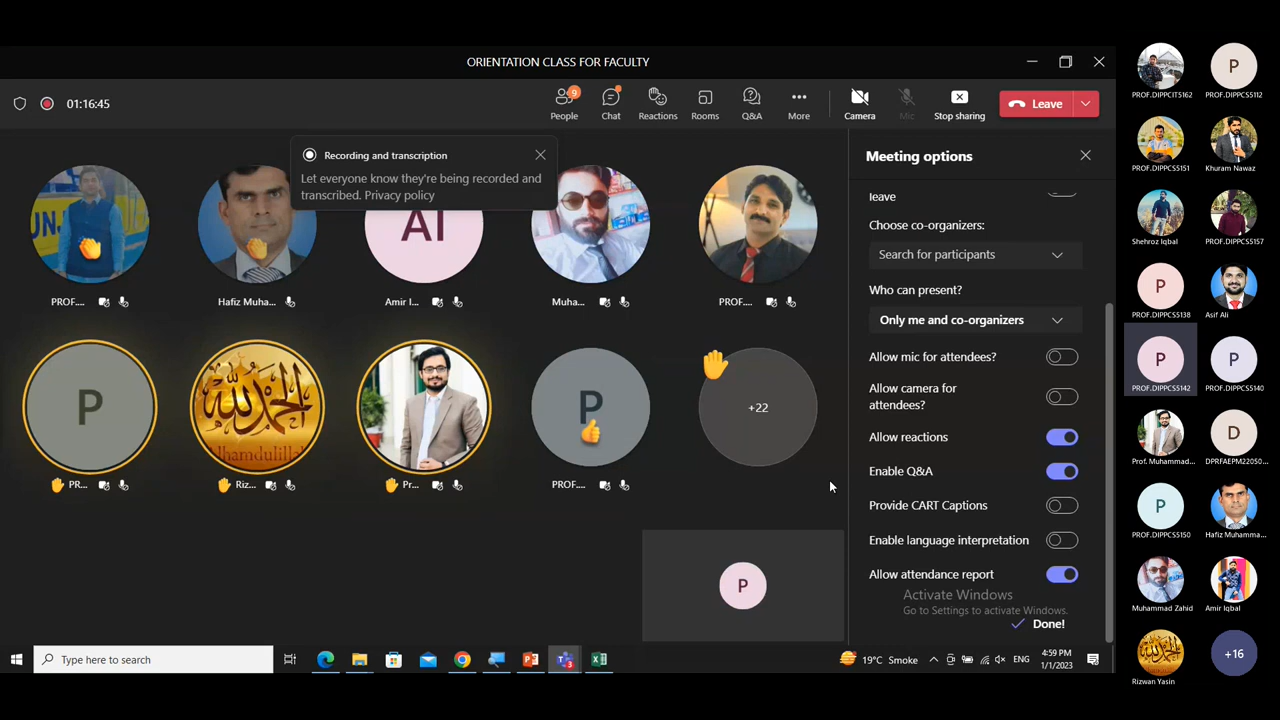 ORIENTATION CLASS FOR FACULTY
01:16:45
9
People
Chat
Reactions
Rooms
Q&A
More
Camera
Mic
Stop sharing
Leave
Recording and transcription
Let everyone know they're being recorded and
transcribed. Privacy policy
UNJ
AI
PROF....
Hafiz Muha...
Amir I...
Muha...
PROF....
P
P
+22
PR...
Riz...
Pr...
PROF....
P
Meeting options
leave
Choose co-organizers:
Search for participants
Who can present?
Only me and co-organizers
Allow mic for attendees?
Allow camera for
attendees?
Allow reactions
Enable Q&A
Provide CART Captions
Enable language interpretation
Allow attendance report
Activate Windows
Go to Settings to activate Windows.
Done!
Type here to search
3
19°C Smoke
ENG
4:59 PM
1/1/2023
P
PROF.DIPPCIT5162
PROF.DIPPCS5112
PROF.DIPPCS5151
Khuram Nawaz
Shehroz Iqbal
PROF.DIPPCS5157
P
PROF.DIPPCS5138
Asif Ali
P
P
PROF.DIPPCS5142
PROF.DIPPCS5140
D
Prof. Muhammad...
DPRFAEPM22050...
P
PROF.DIPPCS5150
Hafiz Muhamma...
Muhammad Zahid
Amir Iqbal
+16
Rizwan Yasin